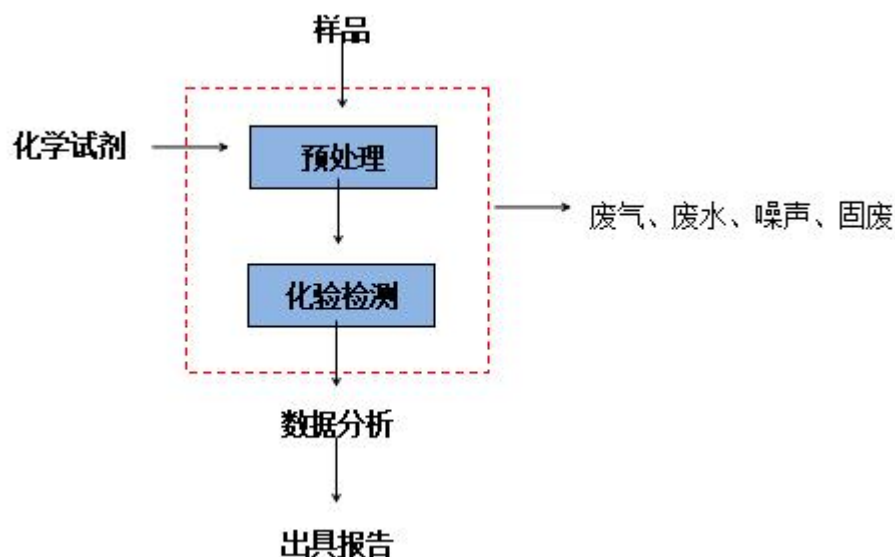 样品
化学试剂
预处理
废气、废水、噪声、固废
化验检测
数据分析
出具报告